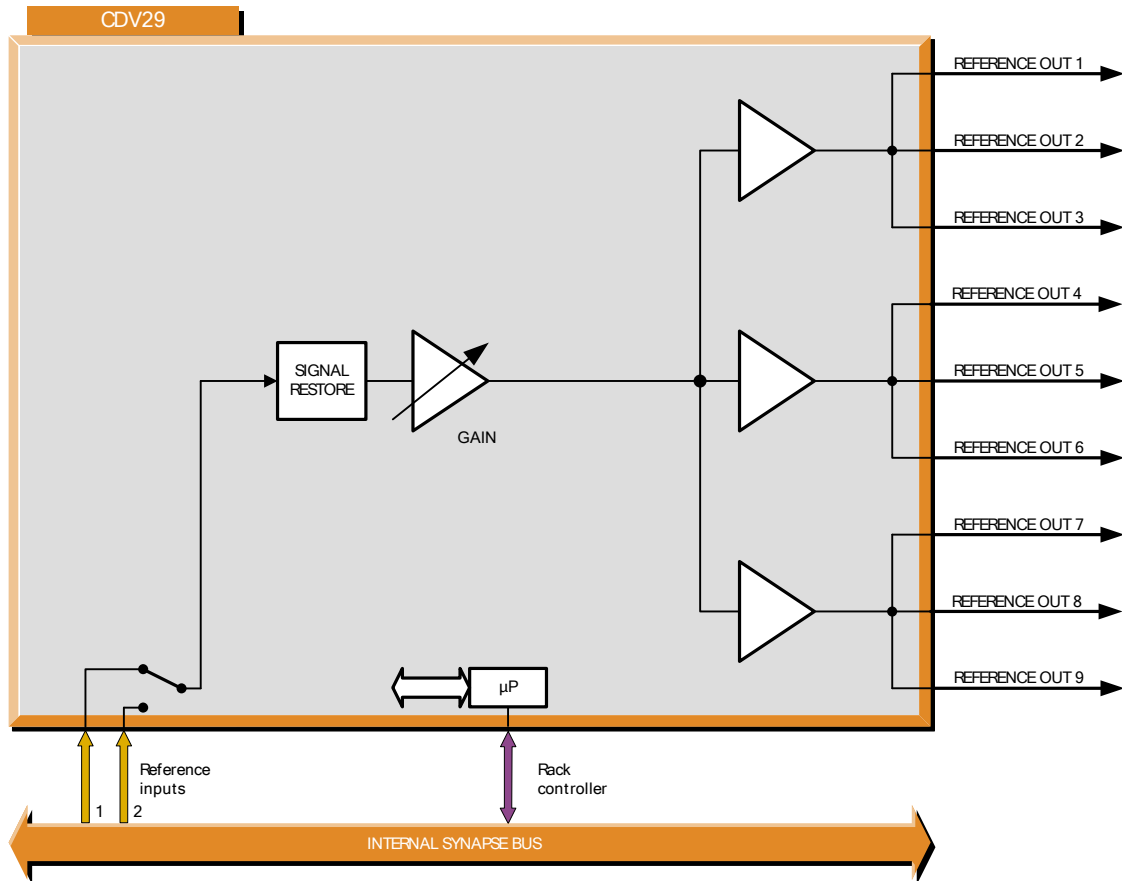 CDV29
REFERENCE OUT 1
REFERENCE OUT 2
REFERENCE OUT 3
REFERENCE OUT 4
SIGNAL
RESTORE
REFERENCE OUT 5
GAIN
REFERENCE OUT 6
REFERENCE OUT 7
REFERENCE OUT 8
REFERENCE OUT 9
µP
Reference
inputs
1
2
Rack
controller
INTERNAL SYNAPSE BUS